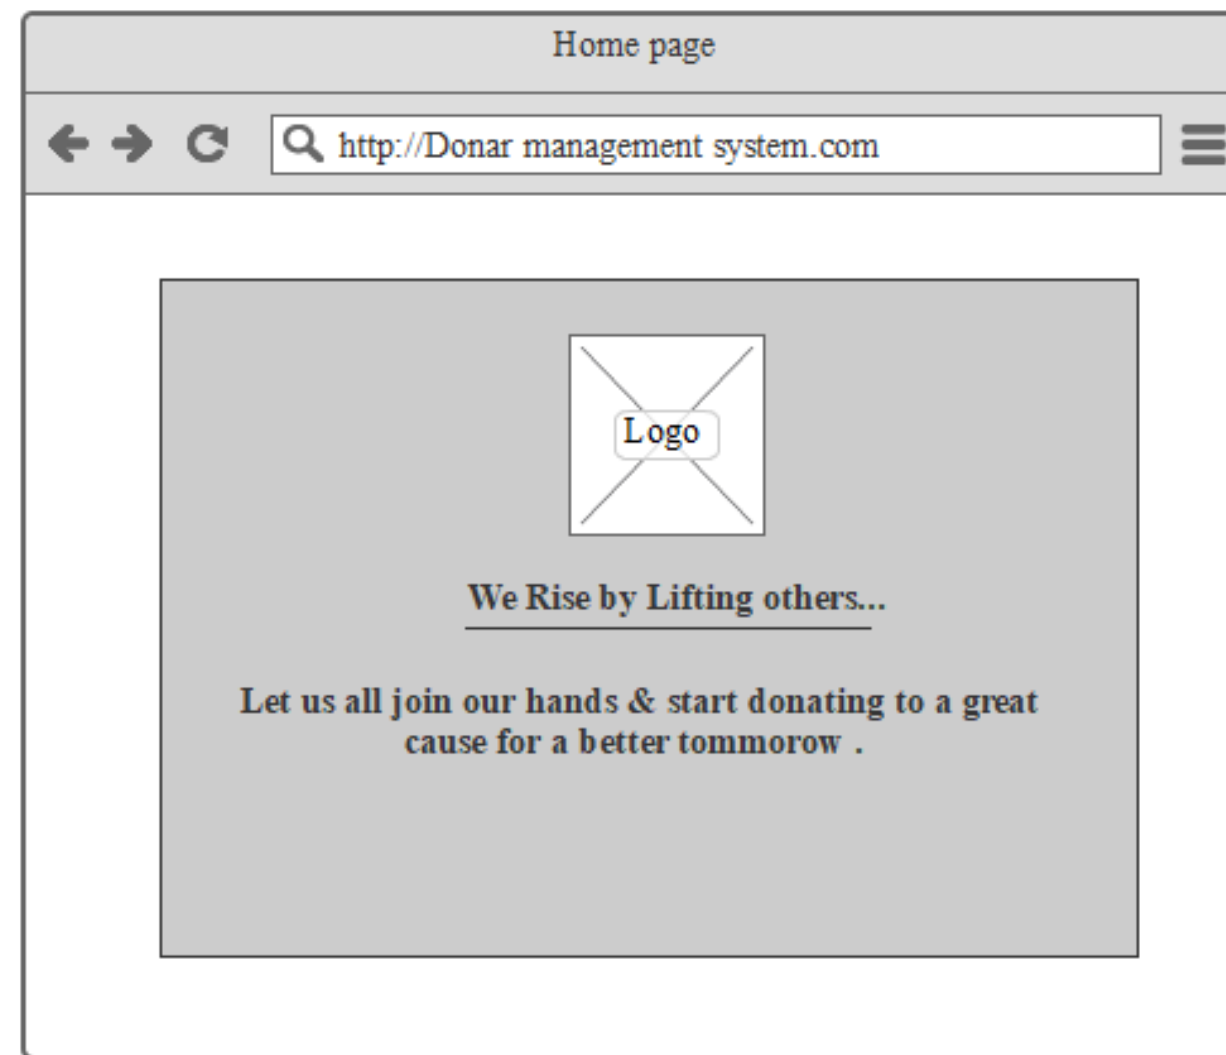 Home page
http://Donar management system.com
Logo
We Rise by Lifting others...
Let us all join our hands & start donating to a great
cause for a better tommorow .